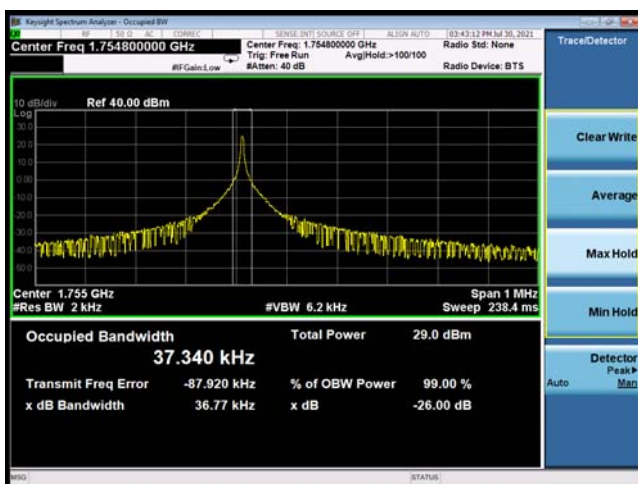 Keysight Spectrum Analyzer - Occupied BW
RF 50 Ω AC CORREC SENSE:INT SOURCE OFF ALIGN AUTO 03:43:12 PM Jul 30, 2021
Center Freq 1.754800000 GHz
Center Freq: 1.754800000 GHz
Radio Std: None
Trig: Free Run Avg|Hold:>100/100
#IFGain:Low #Atten: 40 dB Radio Device: BTS
Trace/Detector
10 dB/div Ref 40.00 dBm
Log
30.0
20.0
10.0
0.00
-10.0
-20.0
-30.0
-40.0
-50.0
Center 1.755 GHz Span 1 MHz
#Res BW 2 kHz #VBW 6.2 kHz Sweep 238.4 ms
Occupied Bandwidth Total Power 29.0 dBm
37.340 kHz
Transmit Freq Error -87.920 kHz % of OBW Power 99.00 %
x dB Bandwidth 36.77 kHz x dB -26.00 dB
Clear Write
Average
Max Hold
Min Hold
Detector
Peak▶
Auto Man
MSG STATUS